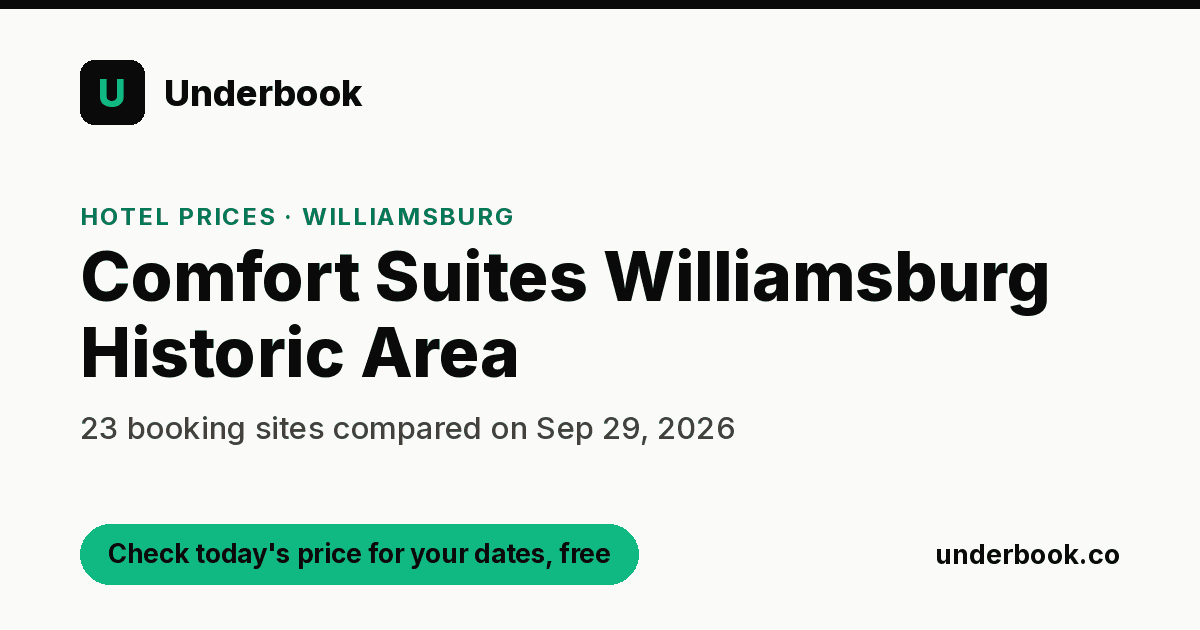 U Underbook
HOTEL PRICES · WILLIAMSBURG
Comfort Suites Williamsburg
Historic Area
23 booking sites compared on Sep 29, 2026
Check today's price for your dates, free
underbook.co